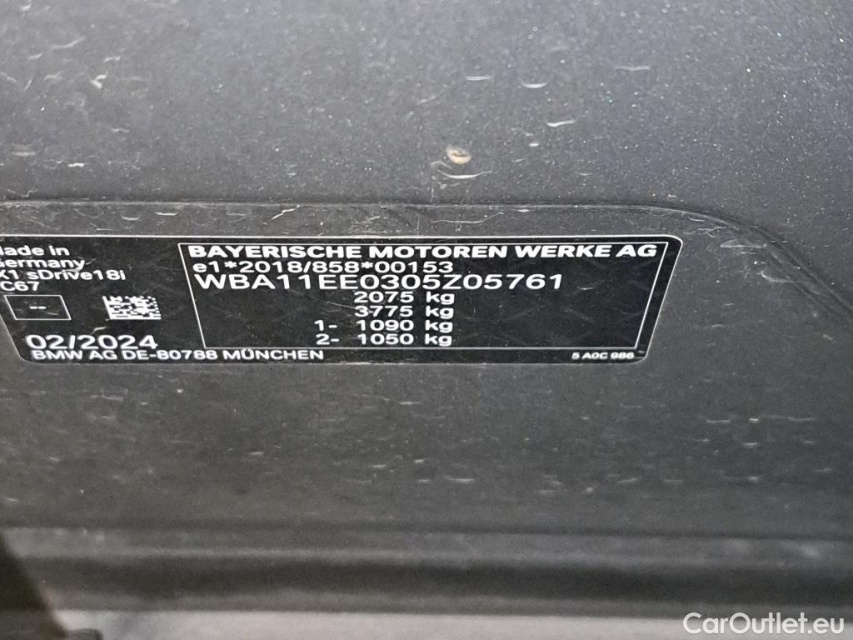 Made in
Germany
X1 sDrive18i
C67
--
02/2024
BMW AG DE-80788 MÜNCHEN
BAYERISCHE MOTOREN WERKE AG
e1*2018/858*00153
WBA11EE0305Z05761
2075 kg
3775 kg
1- 1090 kg
2- 1050 kg
5 A0C 986
CarOutlet.eu